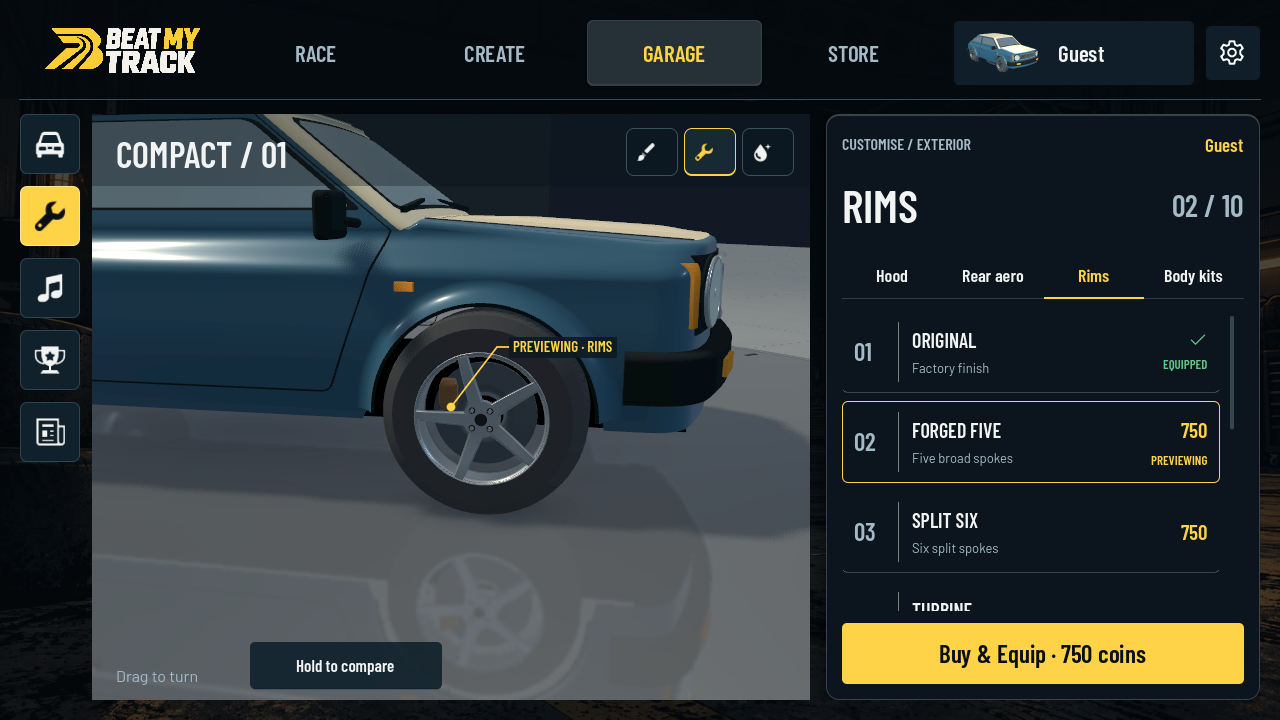 BEAT MY TRACK
RACE
CREATE
GARAGE
STORE
Guest
COMPACT / 01
PREVIEWING · RIMS
Drag to turn
Hold to compare
CUSTOMISE / EXTERIOR
Guest
RIMS
02 / 10
Hood
Rear aero
Rims
Body kits
01
ORIGINAL
Factory finish
EQUIPPED
02
FORGED FIVE
Five broad spokes
750
PREVIEWING
03
SPLIT SIX
Six split spokes
750
TURBINE
Buy & Equip · 750 coins